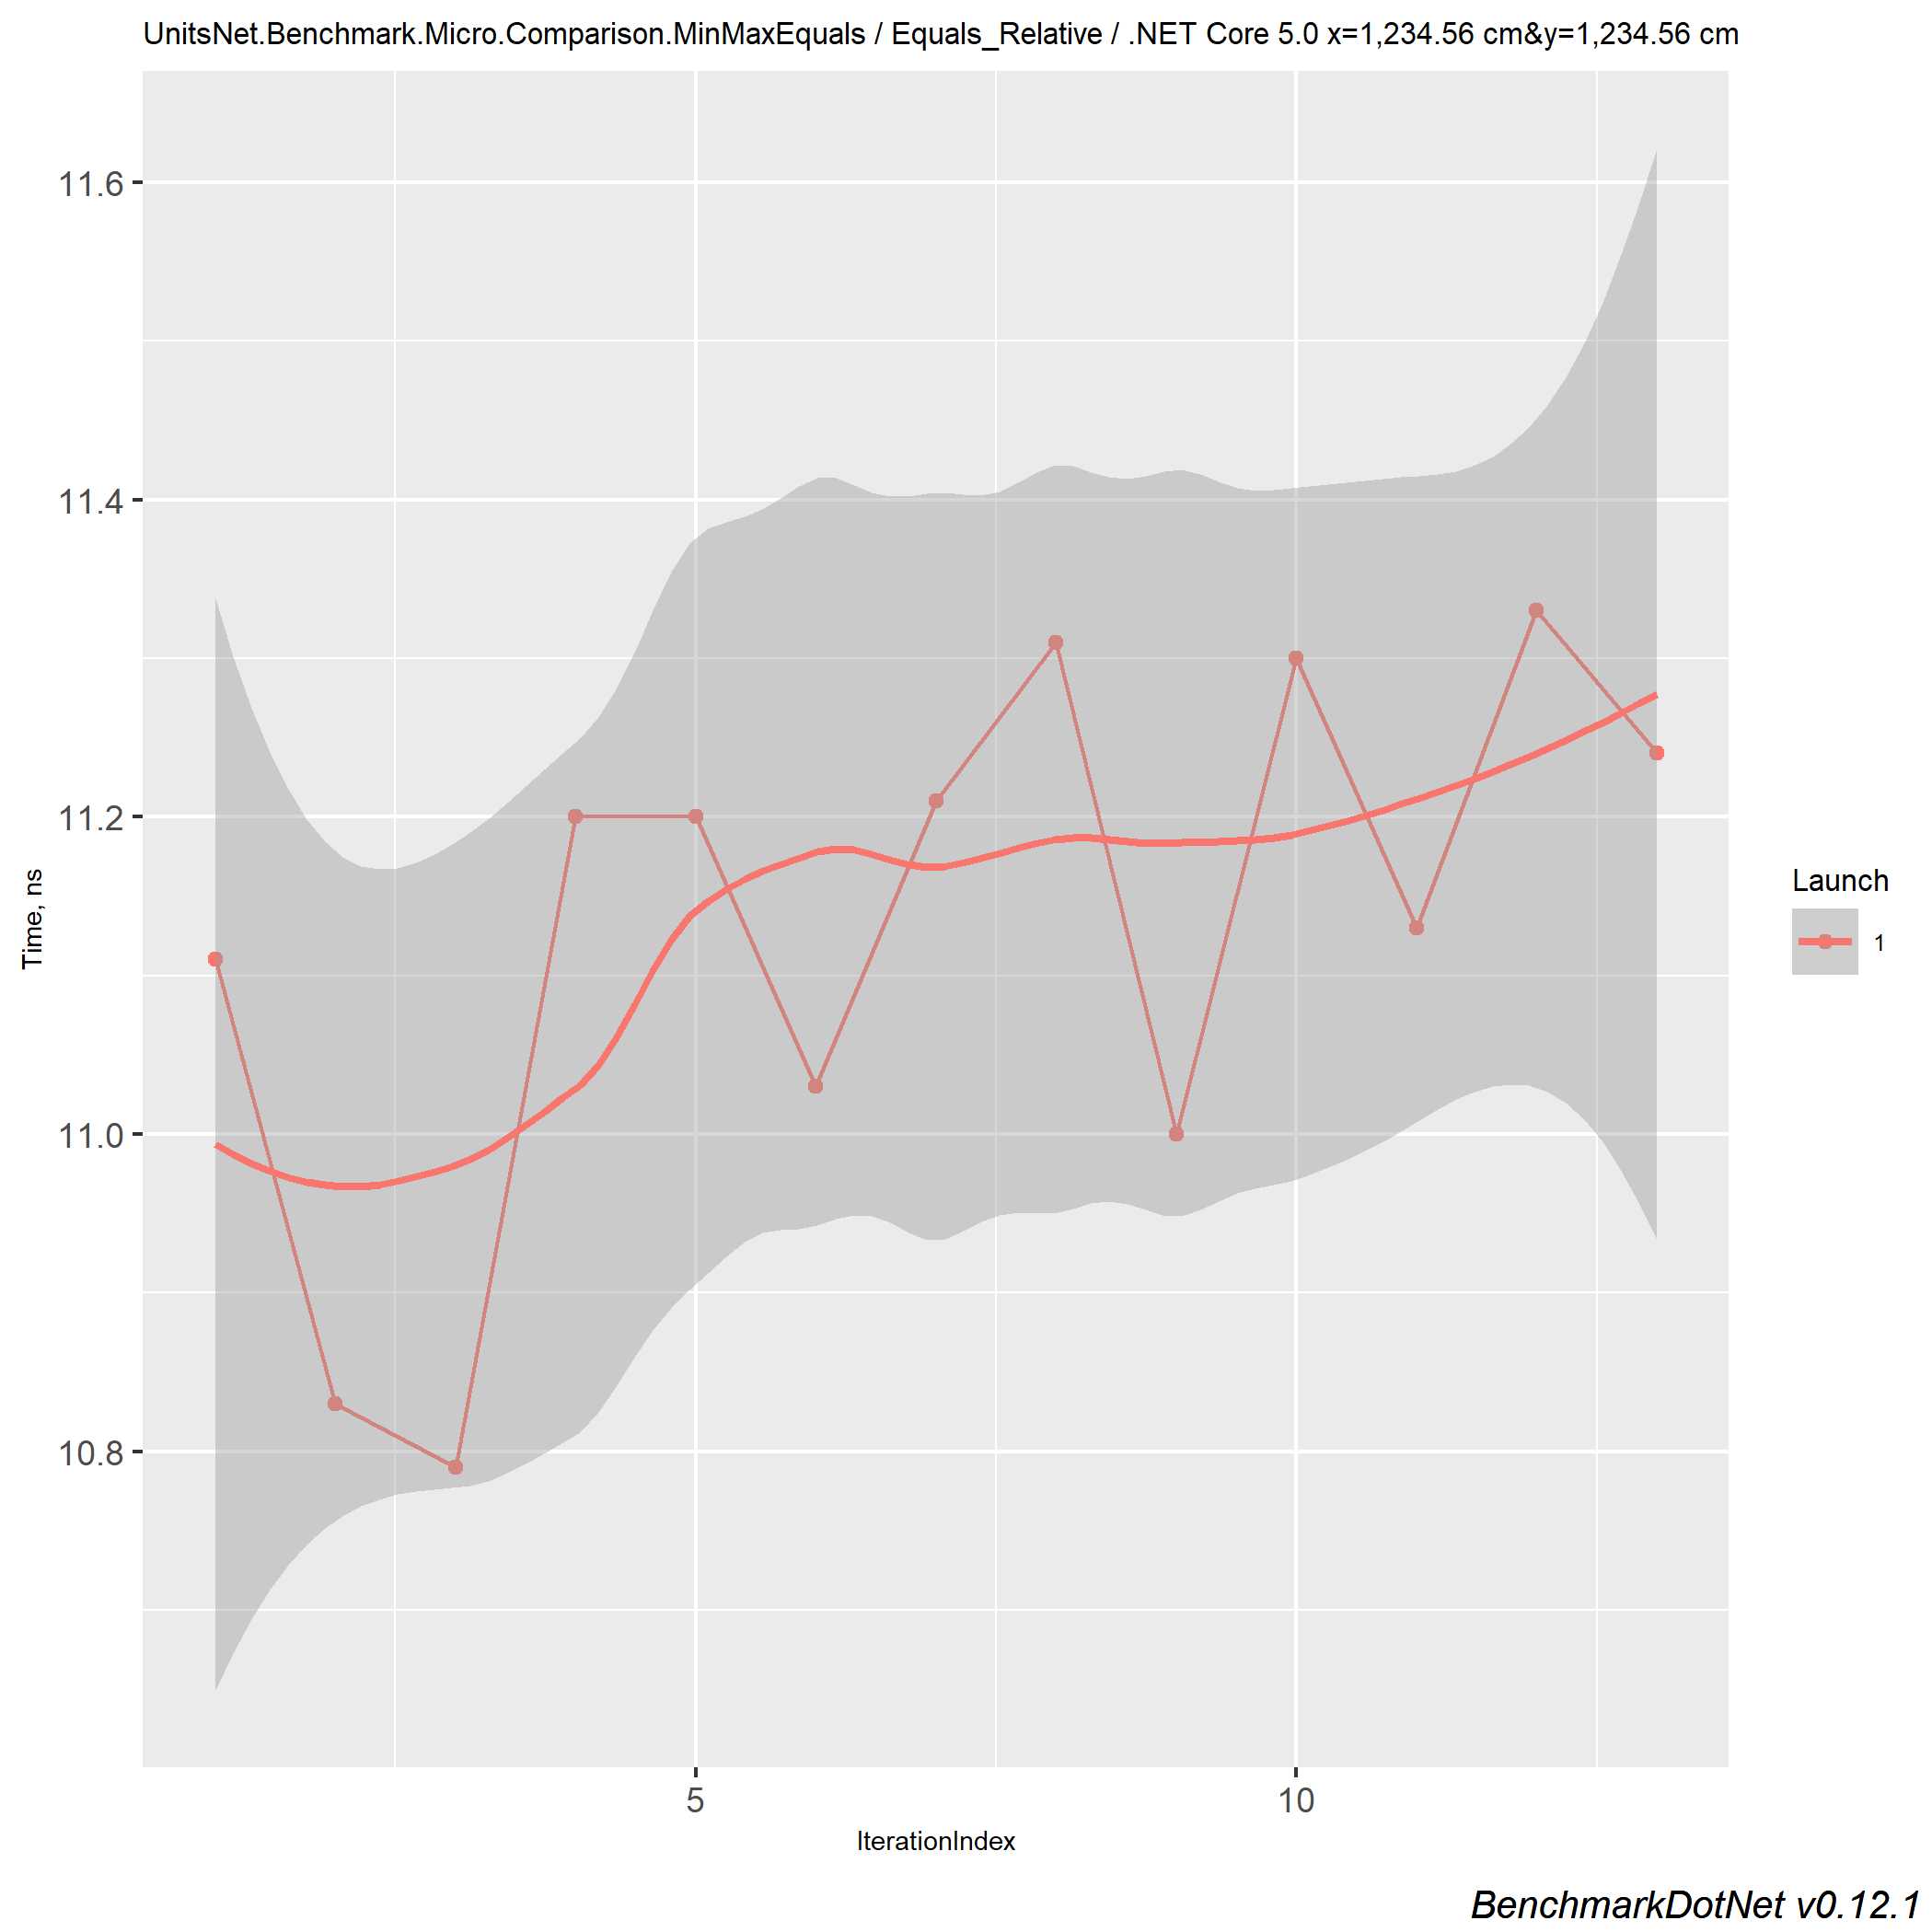 UnitsNet.Benchmark.Micro.Comparison.MinMaxEquals / Equals_Relative / .NET Core 5.0 x=1,234.56 cm&y=1,234.56 cm
11.6
11.4
11.2
11.0
10.8
Time, ns
5
10
IterationIndex
Launch
1
BenchmarkDotNet v0.12.1